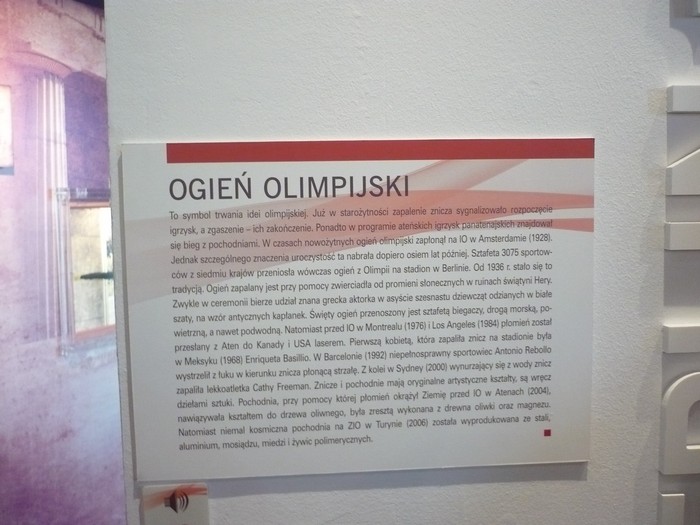 OGIEŃ OLIMPIJSKI
To symbol trwania idei olimpijskiej. Już w starożytności zapalenie znicza sygnalizowało rozpoczęcie
igrzysk, a zgaszenie – ich zakończenie. Ponadto w programie ateńskich igrzysk panatenajskich znajdował
się bieg z pochodniami. W czasach nowożytnych ogień olimpijski zapłonął na IO w Amsterdamie (1928).
Jednak szczególnego znaczenia uroczystość ta nabrała dopiero osiem lat później. Sztafeta 3075 sportow-
ców z siedmiu krajów przeniosła wówczas ogień z Olimpii na stadion w Berlinie. Od 1936 r. stało się to
tradycją. Ogień zapalany jest przy pomocy zwierciadła od promieni słonecznych w ruinach świątyni Hery.
Zwykle w ceremonii bierze udział znana grecka aktorka w asyście szesnastu dziewcząt odzianych w białe
szaty, na wzór antycznych kapłanek. Święty ogień przenoszony jest sztafetą biegaczy, drogą morską, po-
wietrzną, a nawet podwodną. Natomiast przed IO w Montrealu (1976) i Los Angeles (1984) płomień został
przesłany z Aten do Kanady i USA laserem. Pierwszą kobietą, która zapaliła znicz na stadionie była
w Meksyku (1968) Enriqueta Basillio. W Barcelonie (1992) niepełnosprawny sportowiec Antonio Rebollo
wystrzelił z łuku w kierunku znicza płonącą strzałę. Z kolei w Sydney (2000) wynurzający się z wody znicz
zapaliła lekkoatletka Cathy Freeman. Znicze i pochodnie mają oryginalne artystyczne kształty, są wręcz
dziełami sztuki. Pochodnia, przy pomocy której płomień okrążył Ziemię przed IO w Atenach (2004),
nawiązywała kształtem do drzewa oliwnego, była zresztą wykonana z drewna oliwki oraz magnezu.
Natomiast niemal kosmiczna pochodnia na ZIO w Turynie (2006) została wyprodukowana ze stali,
aluminium, mosiądzu, miedzi i żywic polimerycznych.